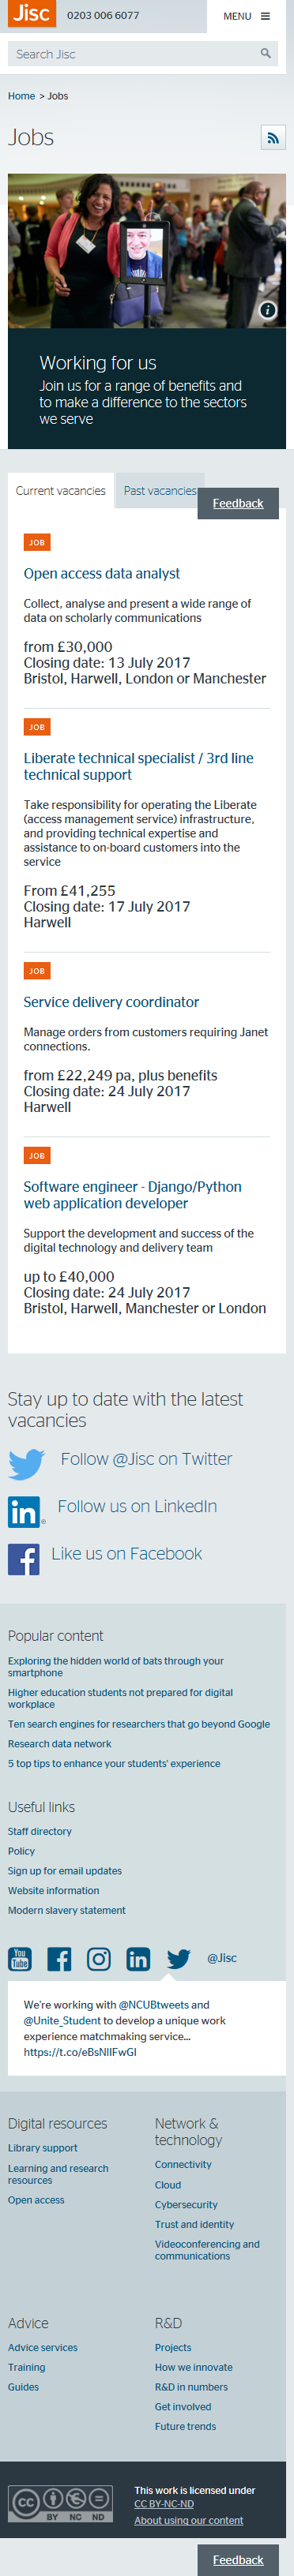 Jisc
0203 006 6077
MENU
Search Jisc
Home > Jobs
Jobs
Working for us
Join us for a range of benefits and
to make a difference to the sectors
we serve
Current vacancies
Past vacancies
Feedback
JOB
Open access data analyst
Collect, analyse and present a wide range of
data on scholarly communications
from £30,000
Closing date: 13 July 2017
Bristol, Harwell, London or Manchester
JOB
Liberate technical specialist / 3rd line
technical support
Take responsibility for operating the Liberate
(access management service) infrastructure,
and providing technical expertise and
assistance to on-board customers into the
service
From £41,255
Closing date: 17 July 2017
Harwell
JOB
Service delivery coordinator
Manage orders from customers requiring Janet
connections.
from £22,249 pa, plus benefits
Closing date: 24 July 2017
Harwell
JOB
Software engineer - Django/Python
web application developer
Support the development and success of the
digital technology and delivery team
up to £40,000
Closing date: 24 July 2017
Bristol, Harwell, Manchester or London
Stay up to date with the latest
vacancies
Follow @Jisc on Twitter
in
Follow us on LinkedIn
f
Like us on Facebook
Popular content
Exploring the hidden world of bats through your
smartphone
Higher education students not prepared for digital
workplace
Ten search engines for researchers that go beyond Google
Research data network
5 top tips to enhance your students' experience
Useful links
Staff directory
Policy
Sign up for email updates
Website information
Modern slavery statement
You Tube
@Jisc
We're working with @NCUBtweets and
@Unite_Student to develop a unique work
experience matchmaking service...
https://t.co/eBsNlIFwGI
Digital resources
Library support
Learning and research
resources
Open access
Network &
technology
Connectivity
Cloud
Cybersecurity
Trust and identity
Videoconferencing and
communications
Advice
Advice services
Training
Guides
R&D
Projects
How we innovate
R&D in numbers
Get involved
Future trends
CC
BY NC ND
This work is licensed under
CC BY-NC-ND
About using our content
Feedback